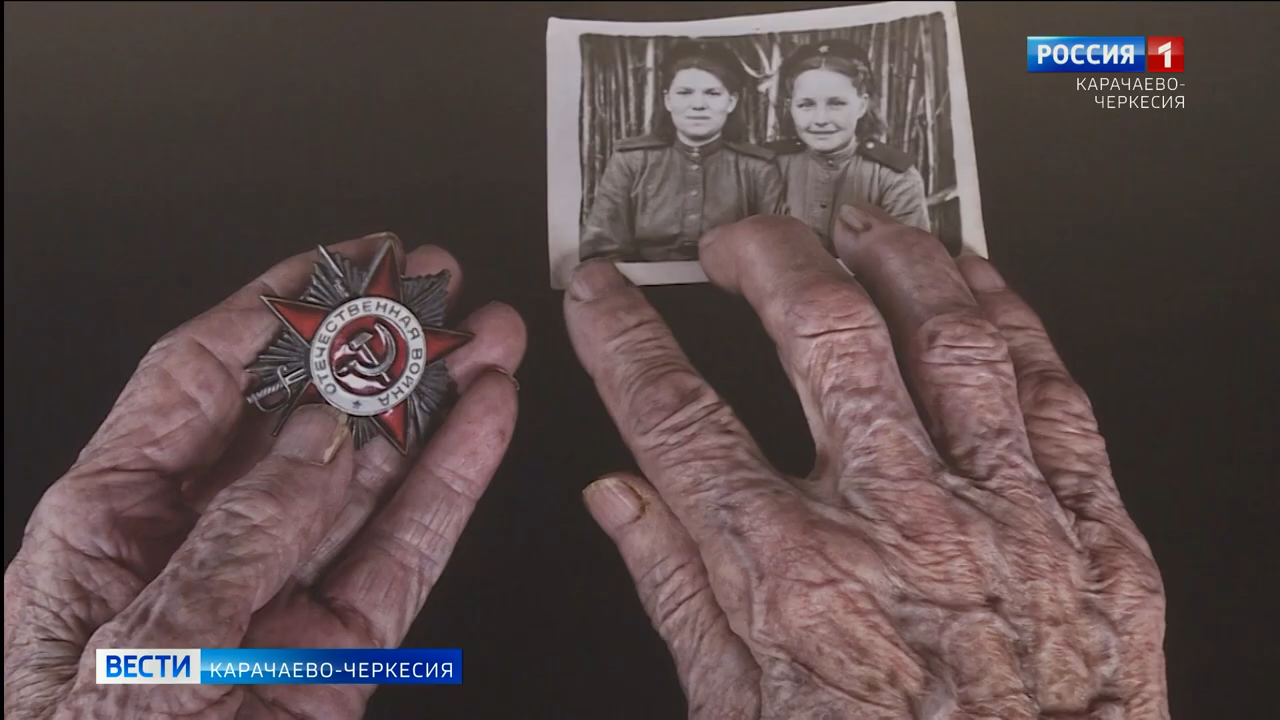 РОССИЯ 1
КАРАЧАЕВО-
ЧЕРКЕСИЯ
ОТЕЧЕСТВЕННАЯ ВОЙНА
ВЕСТИ КАРАЧАЕВО-ЧЕРКЕСИЯ